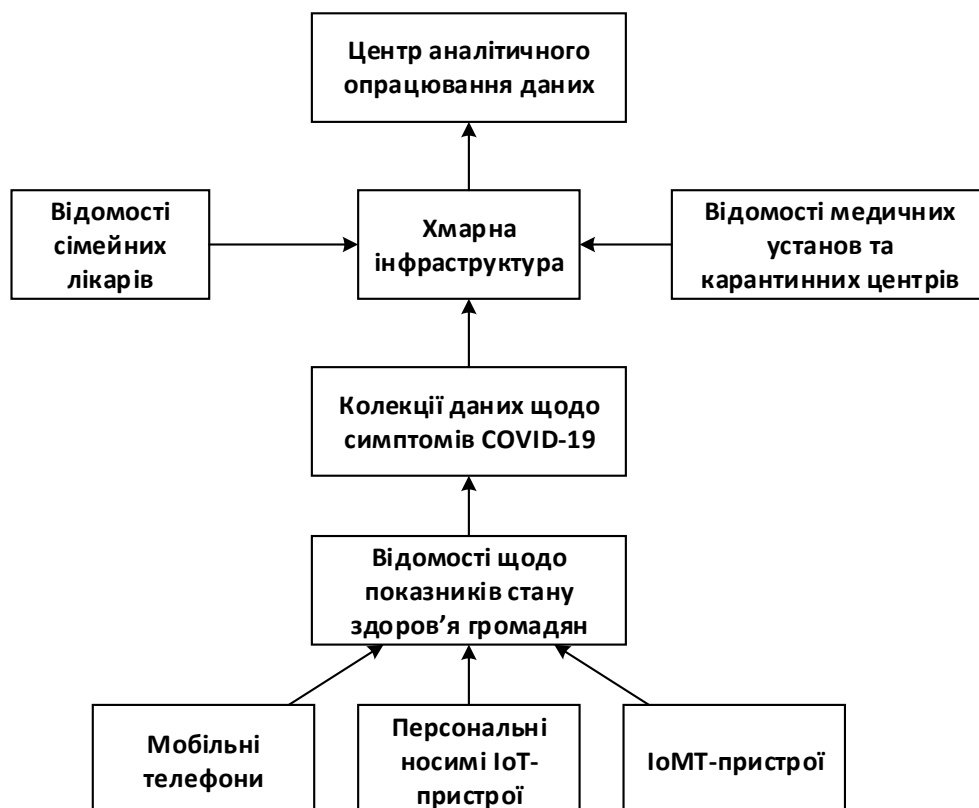 Центр аналітичного
опрацювання даних
Відомості
сімейних
лікарів
Хмарна
інфраструктура
Відомості медичних
установ та
карантинних центрів
Колекції даних щодо
симптомів COVID-19
Відомості щодо
показників стану
здоров’я громадян
Мобільні
телефони
Персональні
носимі IoT-
пристрої
IoMT-пристрої